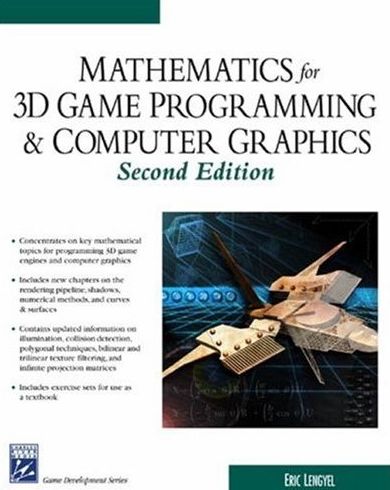 MATHEMATICS for
3D GAME PROGRAMMING
& COMPUTER GRAPHICS
Second Edition
• Concentrates on key mathematical
topics for programming 3D game
engines and computer graphics
• Includes new chapters on the
rendering pipeline, shadows,
numerical methods, and curves
& surfaces
• Contains updated information on
illumination, collision detection,
polygonal techniques, bilinear and
trilinear texture filtering, and
infinite projection matrices
• Includes exercise sets for use as
a textbook
CHARLES
RIVER
MEDIA
Game Development Series
ERIC LENGYEL